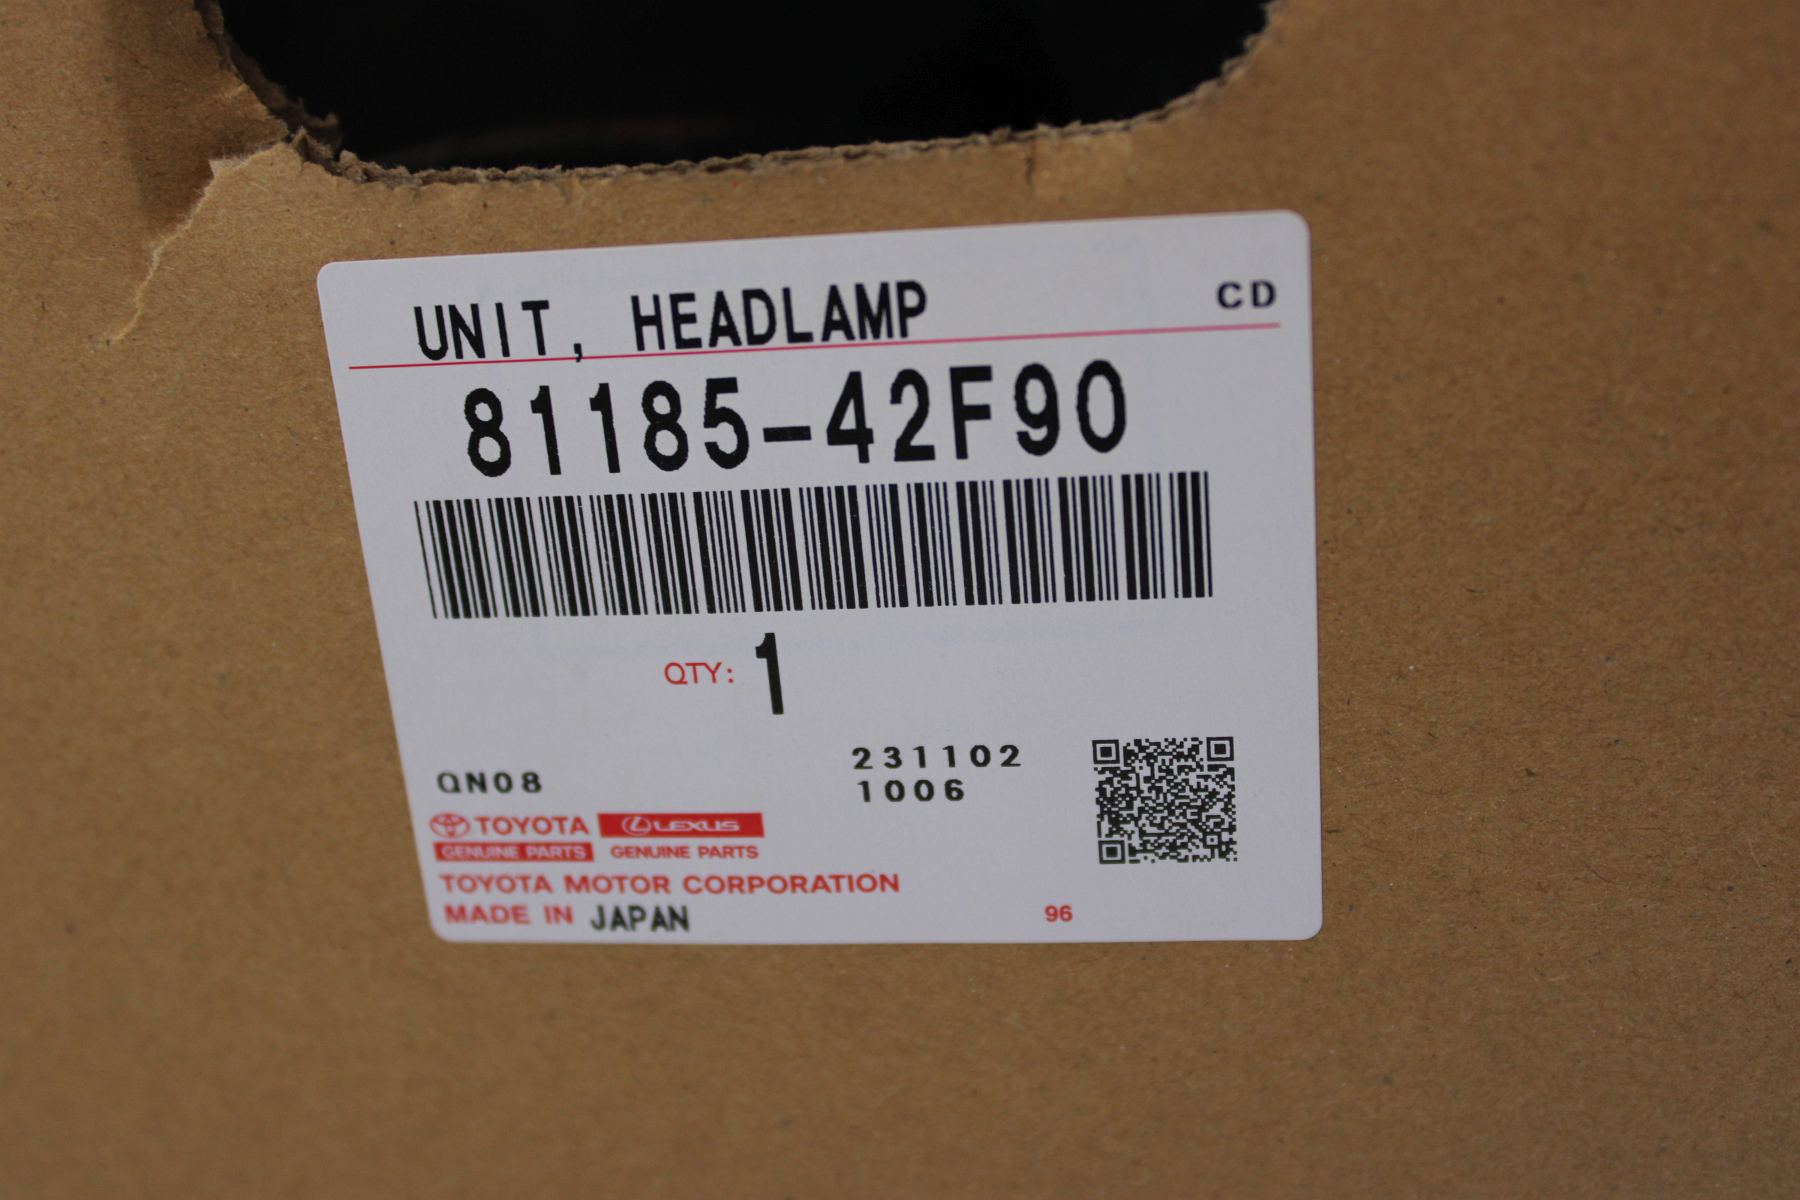 UNIT, HEADLAMP CD
81185-42F90
QTY: 1
231102
QN08 1006
TOYOTA LEXUS
GENUINE PARTS GENUINE PARTS
TOYOTA MOTOR CORPORATION
MADE IN JAPAN 96